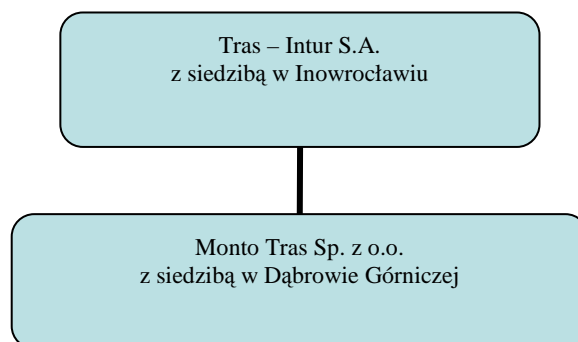 Tras – Intur S.A.
z siedzibą w Inowrocławiu
Monto Tras Sp. z o.o.
z siedzibą w Dąbrowie Górniczej